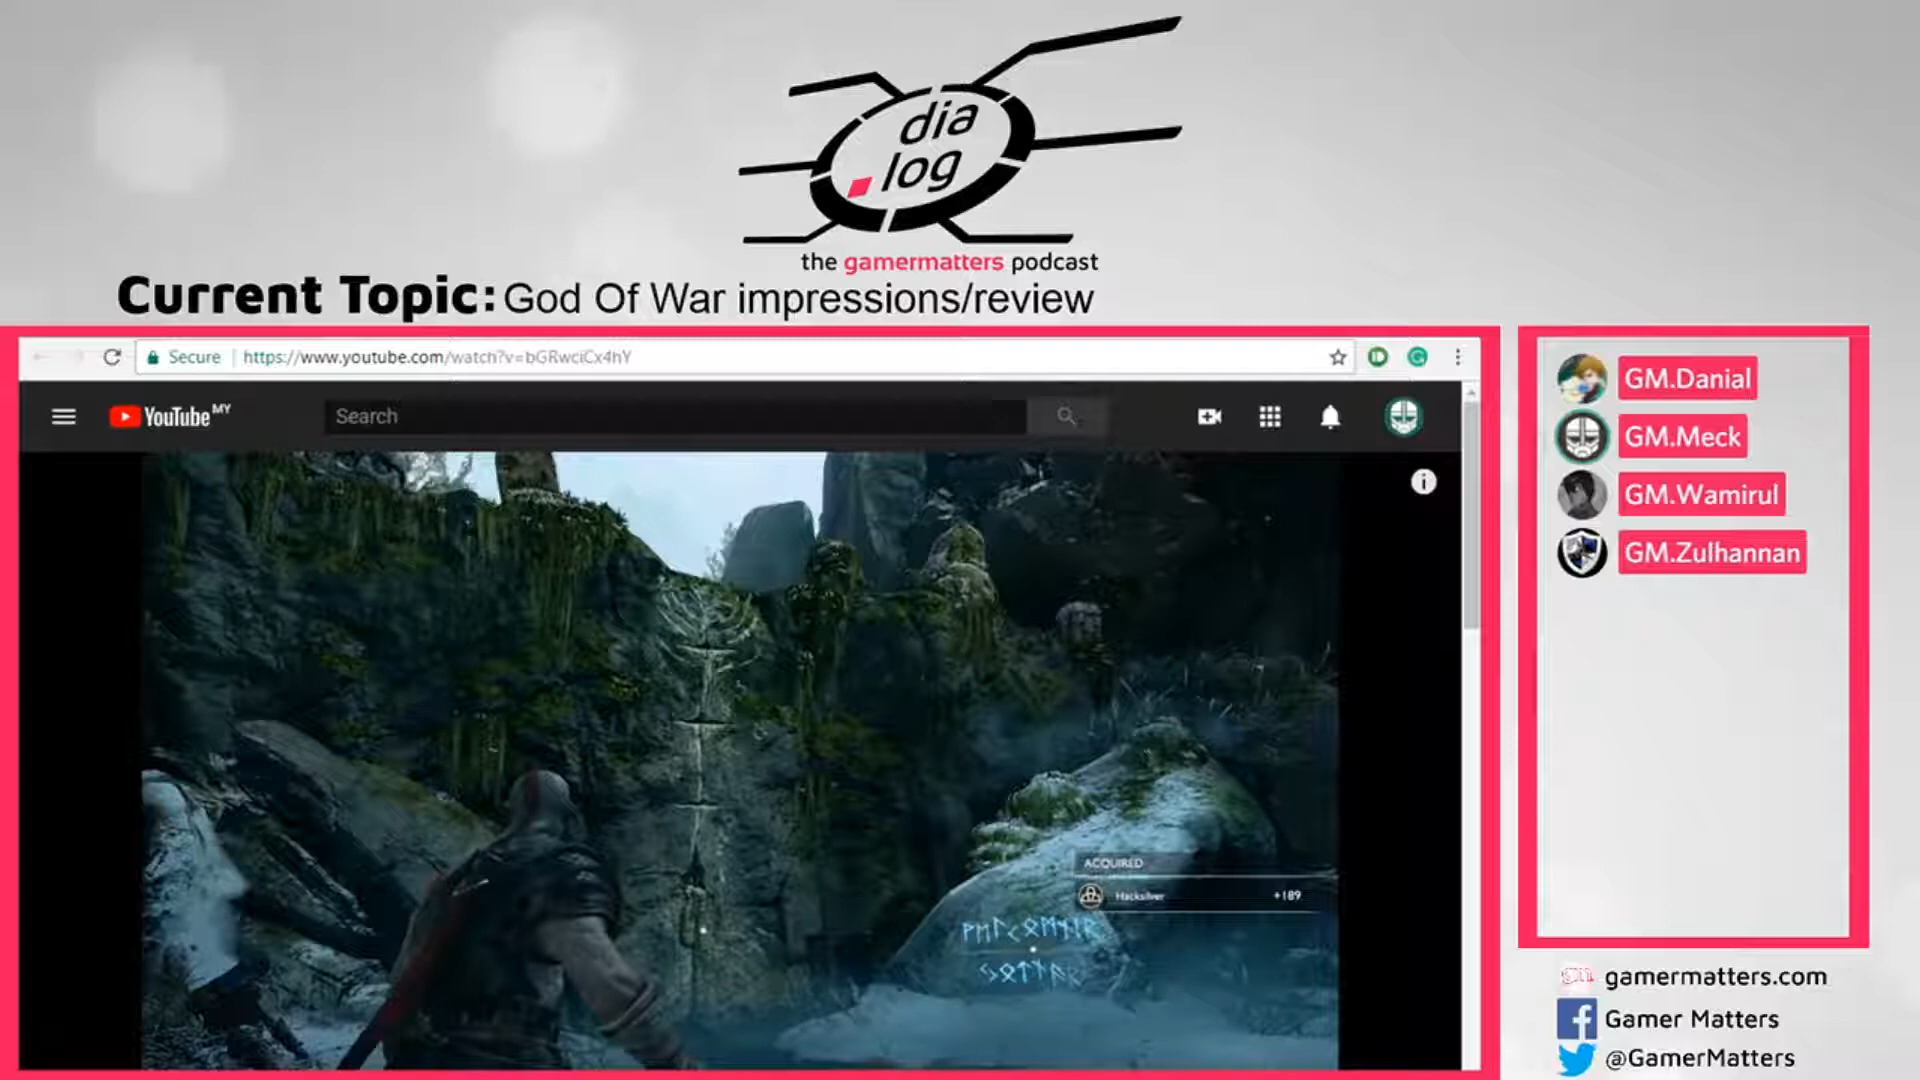 dia
log
the gamermatters podcast
Current Topic: God Of War impressions/review
Secure https://www.youtube.com/watch?v=bGRwciCx4hY
YouTube MY
Search
ACQUIRED
Hacksilver +189
GM.Danial
GM.Meck
GM.Wamirul
GM.Zulhannan
gamermatters.com
Gamer Matters
@GamerMatters